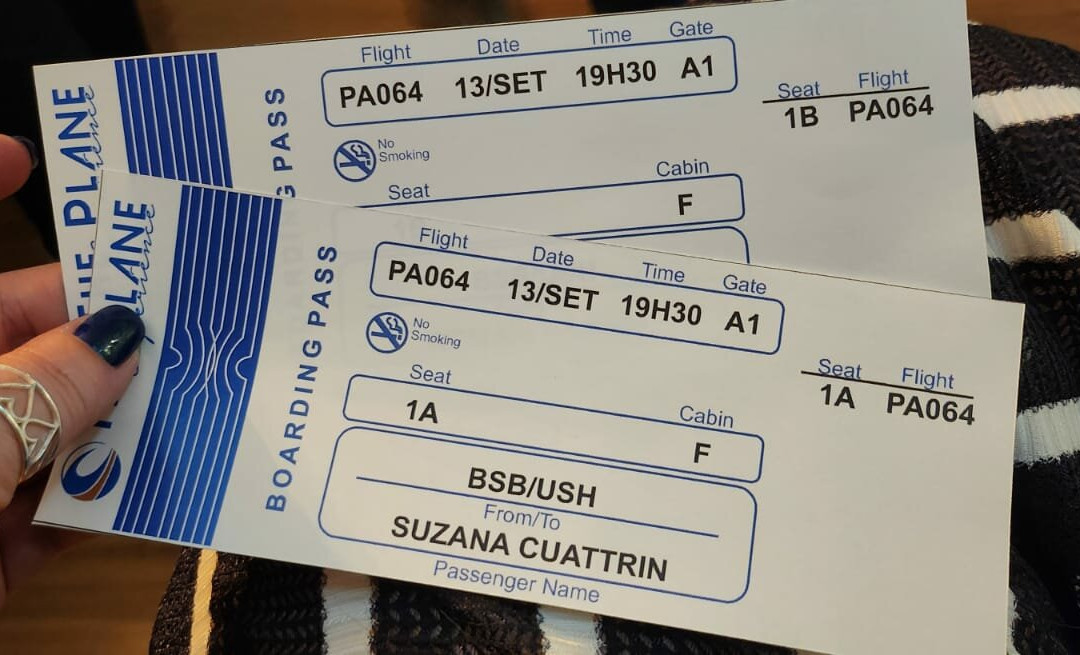 THE PLANE
PASS
Flight Date Time Gate
PA064 13/SET 19H30 A1
No
Smoking
Seat Cabin
F
Seat Flight
1B PA064
PLANE
BOARDING PASS
Flight Date Time Gate
PA064 13/SET 19H30 A1
No
Smoking
Seat Cabin
1A F
BSB/USH
From/To
SUZANA CUATTRIN
Passenger Name
Seat Flight
1A PA064